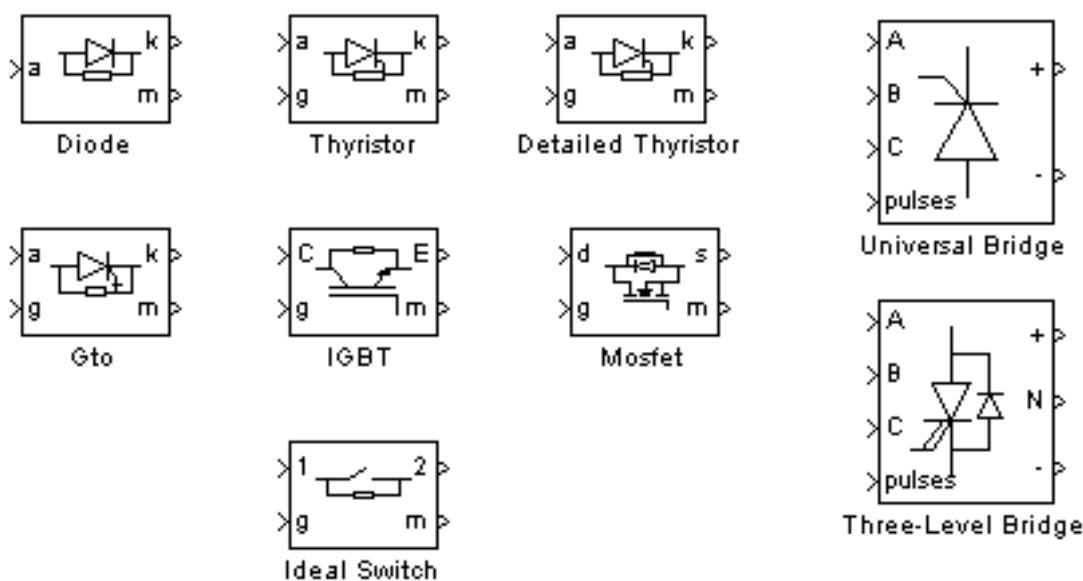 a k m
Diode
a g k m
Thyristor
a g k m
Detailed Thyristor
A B C pulses + -
Universal Bridge
a g k m
Gto
C g E m
IGBT
d g s m
Mosfet
A B C pulses + N -
Three-Level Bridge
1 g 2 m
Ideal Switch